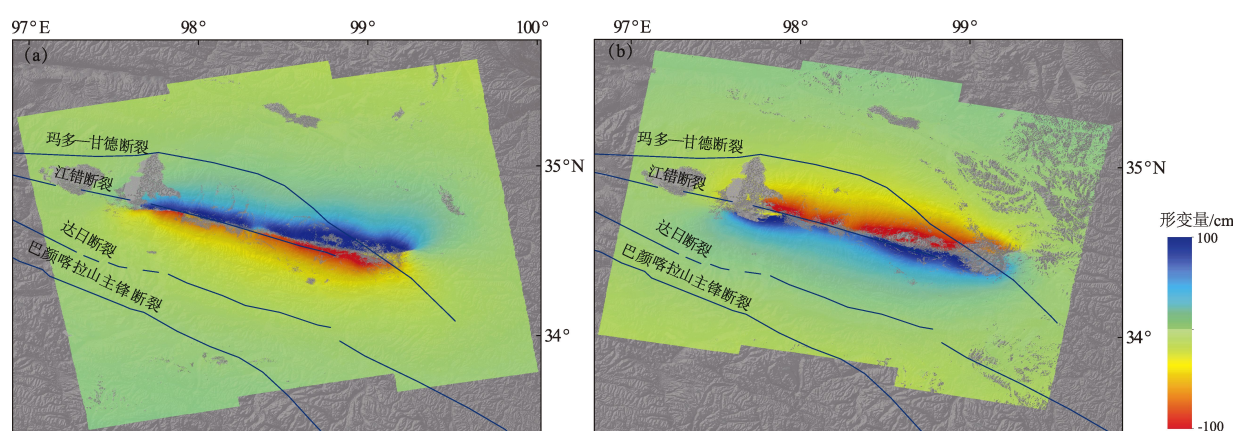 97°E 98° 99° 100°
(a)
玛多—甘德断裂
35°N
江错断裂
达日断裂
巴颜喀拉山主锋断裂
34°
97°E 98° 99°
(b)
玛多—甘德断裂
35°N
江错断裂
达日断裂
巴颜喀拉山主锋断裂
34°
形变量/cm
100
-100